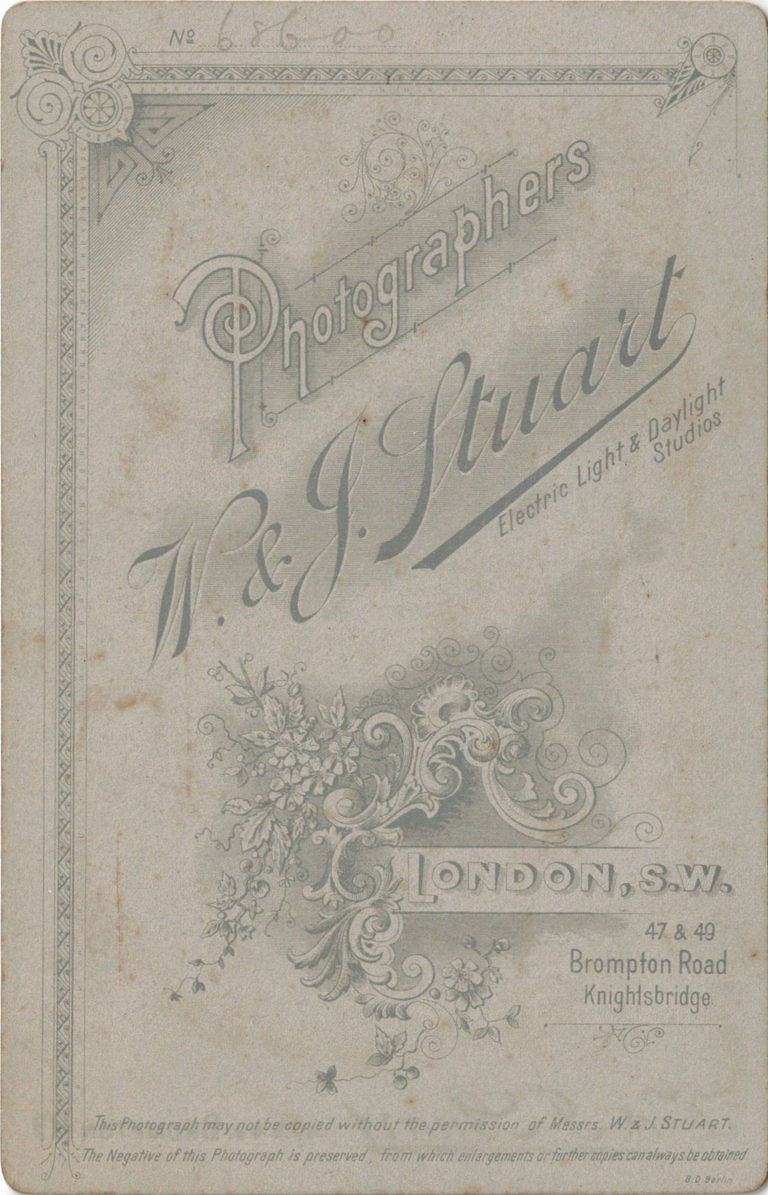 Nº 68600
Photographers
W. & J. Stuart
Electric Light & Daylight
Studios
LONDON, S.W.
47 & 49
Brompton Road
Knightsbridge.
This Photograph may not be copied without the permission of Messrs. W. & J. STUART.
The Negative of this Photograph is preserved, from which enlargements or further copies can always be obtained.
Berlin